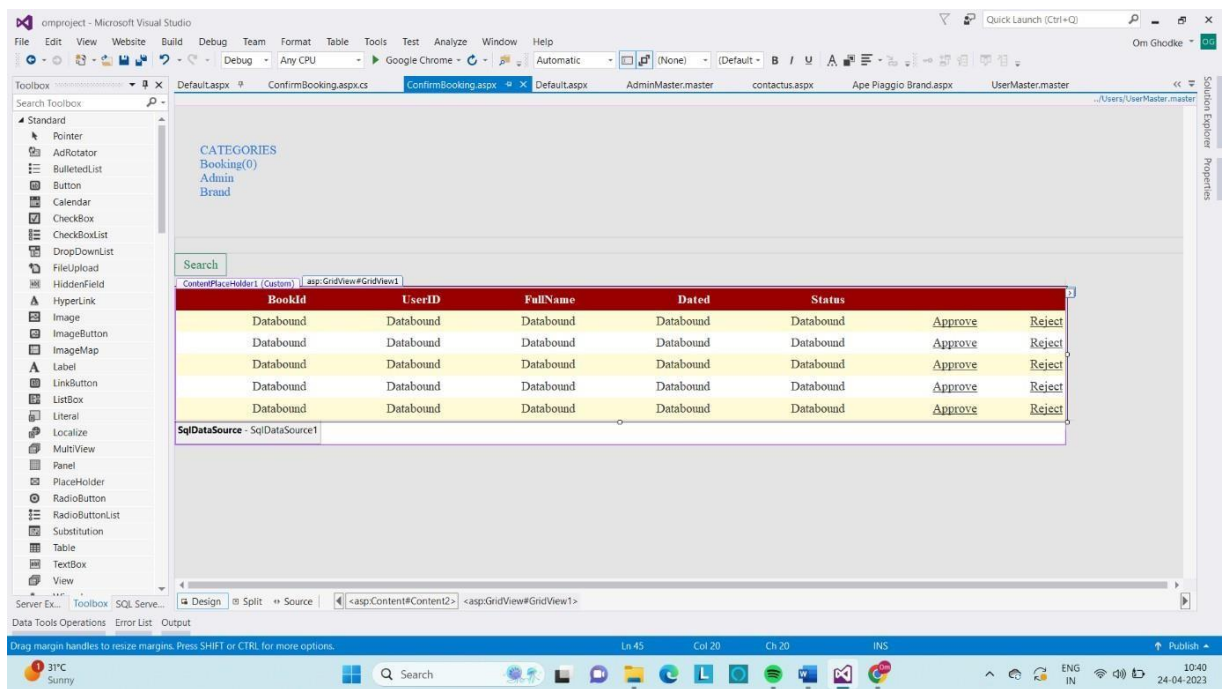 omproject - Microsoft Visual Studio
Quick Launch (Ctrl+Q)
File Edit View Website Build Debug Team Format Table Tools Test Analyze Window Help
Om Ghodke OG
Debug Any CPU Google Chrome Automatic (None) (Default B I U A
Toolbox
Default.aspx ConfirmBooking.aspx.cs ConfirmBooking.aspx Default.aspx AdminMaster.master contactus.aspx Ape Piaggio Brand.aspx UserMaster.master
../Users/UserMaster.master
Search Toolbox
Standard
Pointer
AdRotator
BulletedList
Button
Calendar
CheckBox
CheckBoxList
DropDownList
FileUpload
HiddenField
HyperLink
Image
ImageButton
ImageMap
Label
LinkButton
ListBox
Literal
Localize
MultiView
Panel
PlaceHolder
RadioButton
RadioButtonList
Substitution
Table
TextBox
View
Server Ex... Toolbox SQL Serve...
CATEGORIES
Booking(0)
Admin
Brand
Search
ContentPlaceHolder1 (Custom) asp:GridView#GridView1
BookId UserID FullName Dated Status
Databound Databound Databound Databound Databound Approve Reject
Databound Databound Databound Databound Databound Approve Reject
Databound Databound Databound Databound Databound Approve Reject
Databound Databound Databound Databound Databound Approve Reject
Databound Databound Databound Databound Databound Approve Reject
SqlDataSource - SqlDataSource1
Solution Explorer
Properties
Design Split Source <asp:Content#Content2> <asp:GridView#GridView1>
Data Tools Operations Error List Output
Drag margin handles to resize margins. Press SHIFT or CTRL for more options. Ln 45 Col 20 Ch 20 INS Publish
1 31°C
Sunny
Search
L
ENG
IN
10:40
24-04-2023